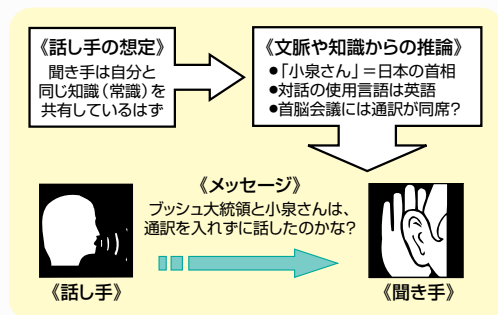 《話し手の想定》
聞き手は自分と
同じ知識(常識)を
共有しているはず
《文脈や知識からの推論》
●「小泉さん」=日本の首相
●対話の使用言語は英語
●首脳会議には通訳が同席?
《メッセージ》
ブッシュ大統領と小泉さんは、
通訳を入れずに話したのかな?
《話し手》
《聞き手》